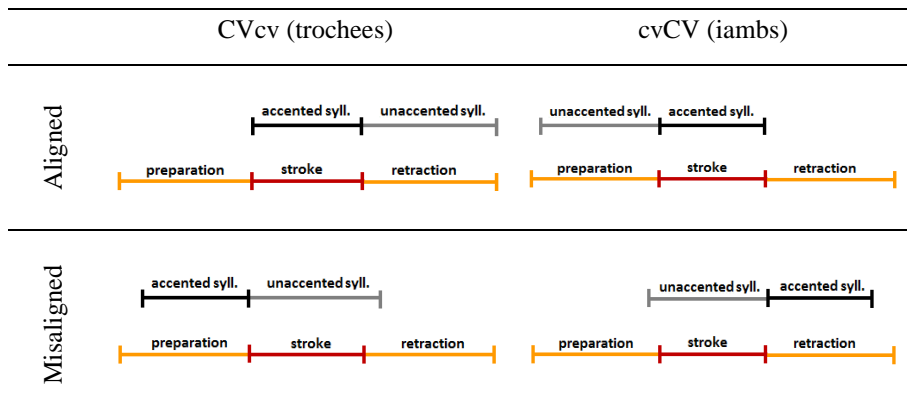 CVcv (trochees) cvCV (iambs)
Aligned
accented syll. unaccented syll. unaccented syll. accented syll.
preparation stroke retraction preparation stroke retraction
Misaligned
accented syll. unaccented syll. unaccented syll. accented syll.
preparation stroke retraction preparation stroke retraction